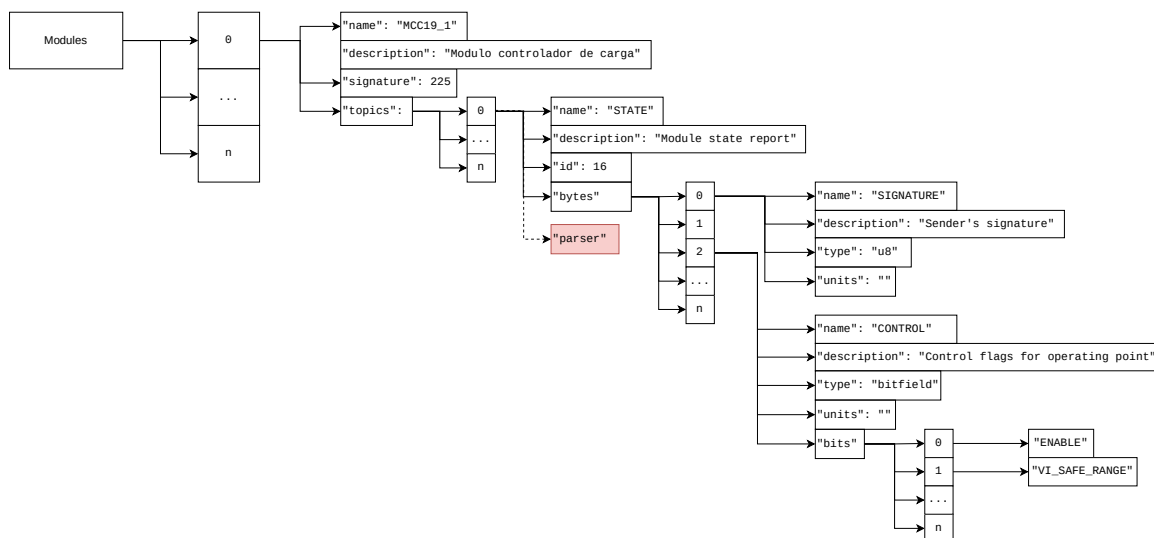 Modules
0
...
n
"name": "MCC19_1"
"description": "Modulo controlador de carga"
"signature": 225
"topics":
0
...
n
"name": "STATE"
"description": "Module state report"
"id": 16
"bytes"
"parser"
0
1
2
...
n
"name": "SIGNATURE"
"description": "Sender's signature"
"type": "u8"
"units": ""
"name": "CONTROL"
"description": "Control flags for operating point"
"type": "bitfield"
"units": ""
"bits"
0
1
...
n
"ENABLE"
"VI_SAFE_RANGE"